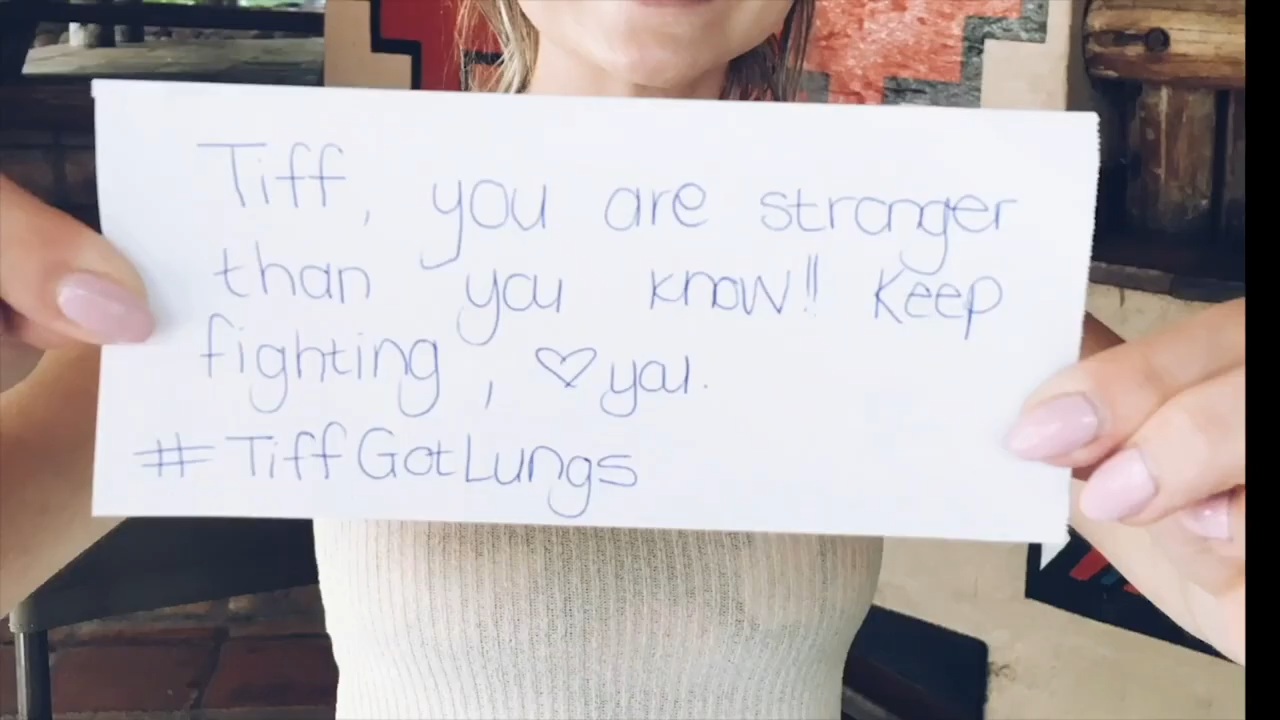 Tiff, you are stronger
than you know!! Keep
fighting, ♡ya!.
#TiffGotLungs